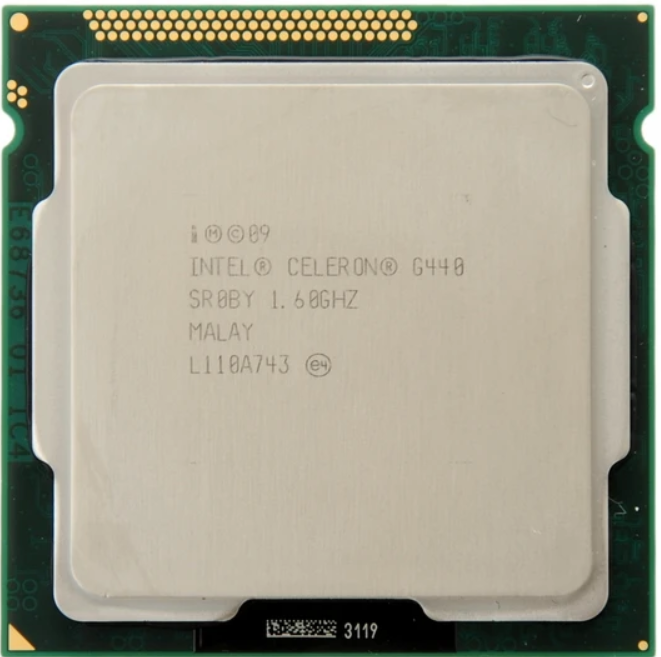 i Ⓜ©09
INTEL® CELERON® G440
SR0BY 1.60GHZ
MALAY
L110A743 e4
3119